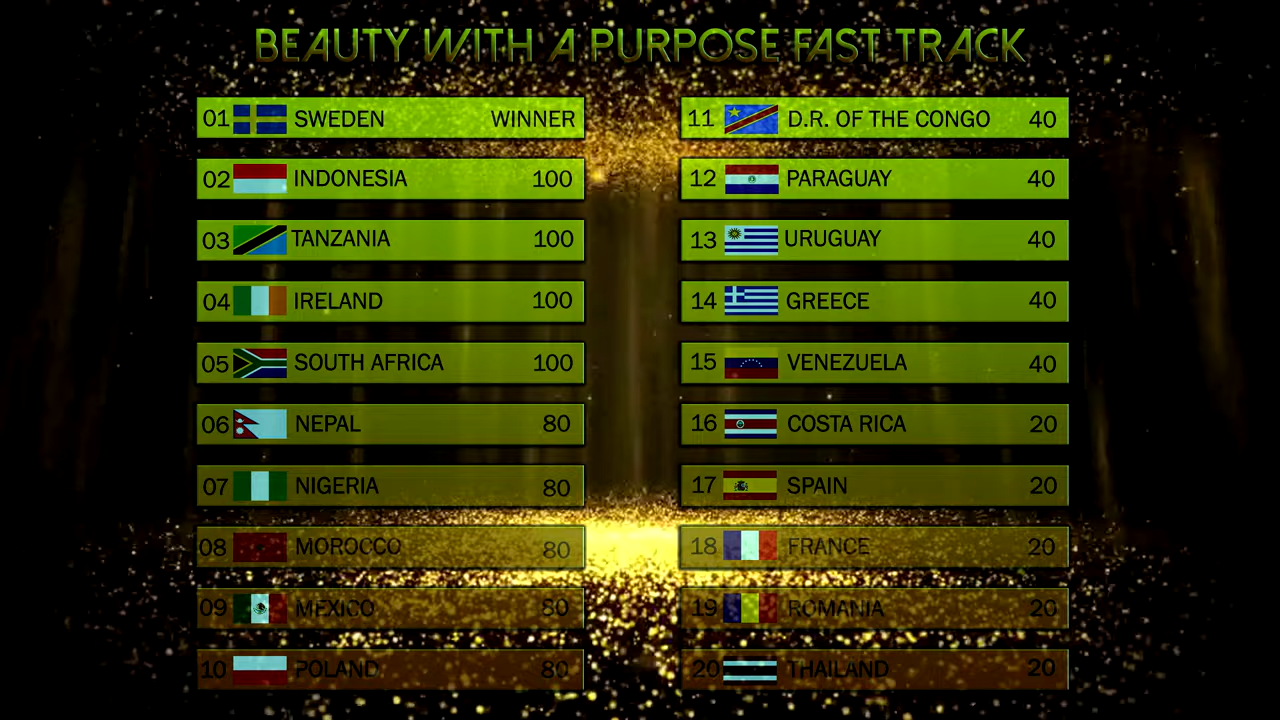 BEAUTY WITH A PURPOSE FAST TRACK
01 SWEDEN WINNER
02 INDONESIA 100
03 TANZANIA 100
04 IRELAND 100
05 SOUTH AFRICA 100
06 NEPAL 80
07 NIGERIA 80
08 MOROCCO 80
09 MEXICO 80
10 POLAND 80
11 D.R. OF THE CONGO 40
12 PARAGUAY 40
13 URUGUAY 40
14 GREECE 40
15 VENEZUELA 40
16 COSTA RICA 20
17 SPAIN 20
18 FRANCE 20
19 ROMANIA 20
20 THAILAND 20